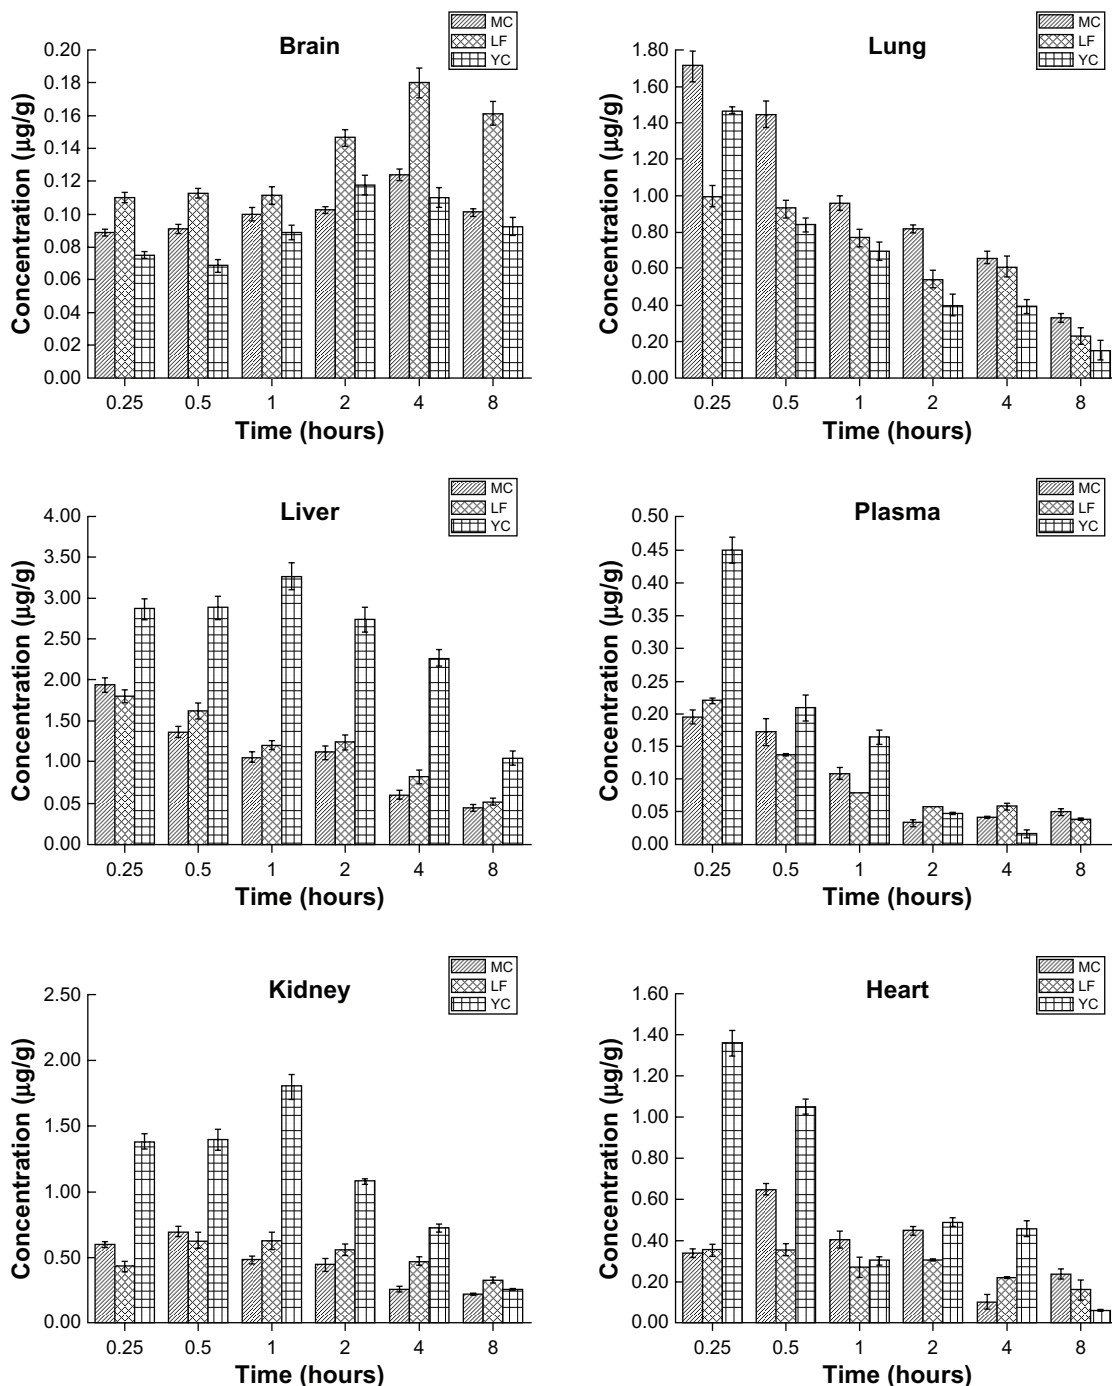 Brain
MC
LF
YC
Concentration (µg/g)
0.20
0.18
0.16
0.14
0.12
0.10
0.08
0.06
0.04
0.02
0.00
0.25 0.5 1 2 4 8
Time (hours)
Lung
MC
LF
YC
Concentration (µg/g)
1.80
1.60
1.40
1.20
1.00
0.80
0.60
0.40
0.20
0.00
0.25 0.5 1 2 4 8
Time (hours)
Liver
MC
LF
YC
Concentration (µg/g)
4.00
3.50
3.00
2.50
2.00
1.50
1.00
0.05
0.00
0.25 0.5 1 2 4 8
Time (hours)
Plasma
MC
LF
YC
Concentration (µg/g)
0.50
0.45
0.40
0.35
0.30
0.25
0.20
0.15
0.10
0.05
0.00
0.25 0.5 1 2 4 8
Time (hours)
Kidney
MC
LF
YC
Concentration (µg/g)
2.50
2.00
1.50
1.00
0.50
0.00
0.25 0.5 1 2 4 8
Time (hours)
Heart
MC
LF
YC
Concentration (µg/g)
1.60
1.40
1.20
1.00
0.80
0.60
0.40
0.20
0.00
0.25 0.5 1 2 4 8
Time (hours)